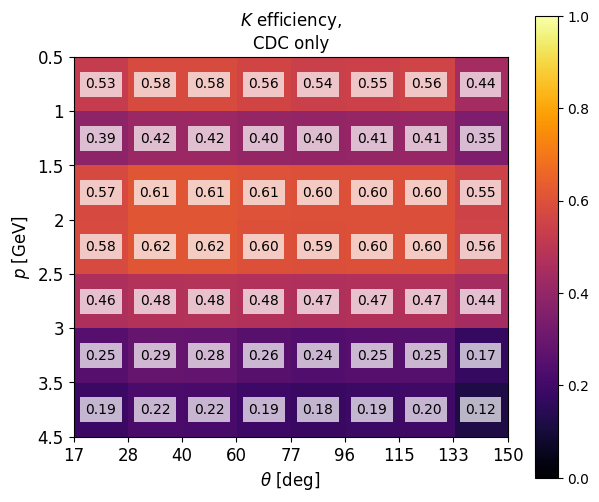 K efficiency,
CDC only
0.5
0.53 0.58 0.58 0.56 0.54 0.55 0.56 0.44
1
0.39 0.42 0.42 0.40 0.40 0.41 0.41 0.35
1.5
0.57 0.61 0.61 0.61 0.60 0.60 0.60 0.55
2
0.58 0.62 0.62 0.60 0.59 0.60 0.60 0.56
2.5
0.46 0.48 0.48 0.48 0.47 0.47 0.47 0.44
3
0.25 0.29 0.28 0.26 0.24 0.25 0.25 0.17
3.5
0.19 0.22 0.22 0.19 0.18 0.19 0.20 0.12
4.5
17 28 40 60 77 96 115 133 150
θ [deg]
p [GeV]
1.0
0.8
0.6
0.4
0.2
0.0